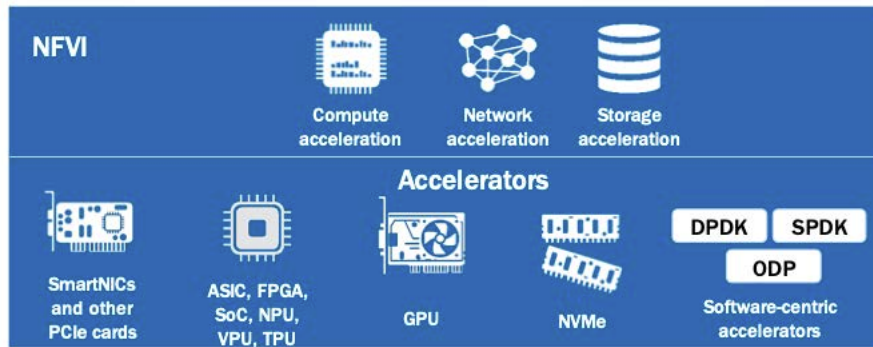 NFVI
Compute
acceleration
Network
acceleration
Storage
acceleration
Accelerators
SmartNICs
and other
PCIe cards
ASIC, FPGA,
SoC, NPU,
VPU, TPU
GPU
NVMe
DPDK
SPDK
ODP
Software-centric
accelerators